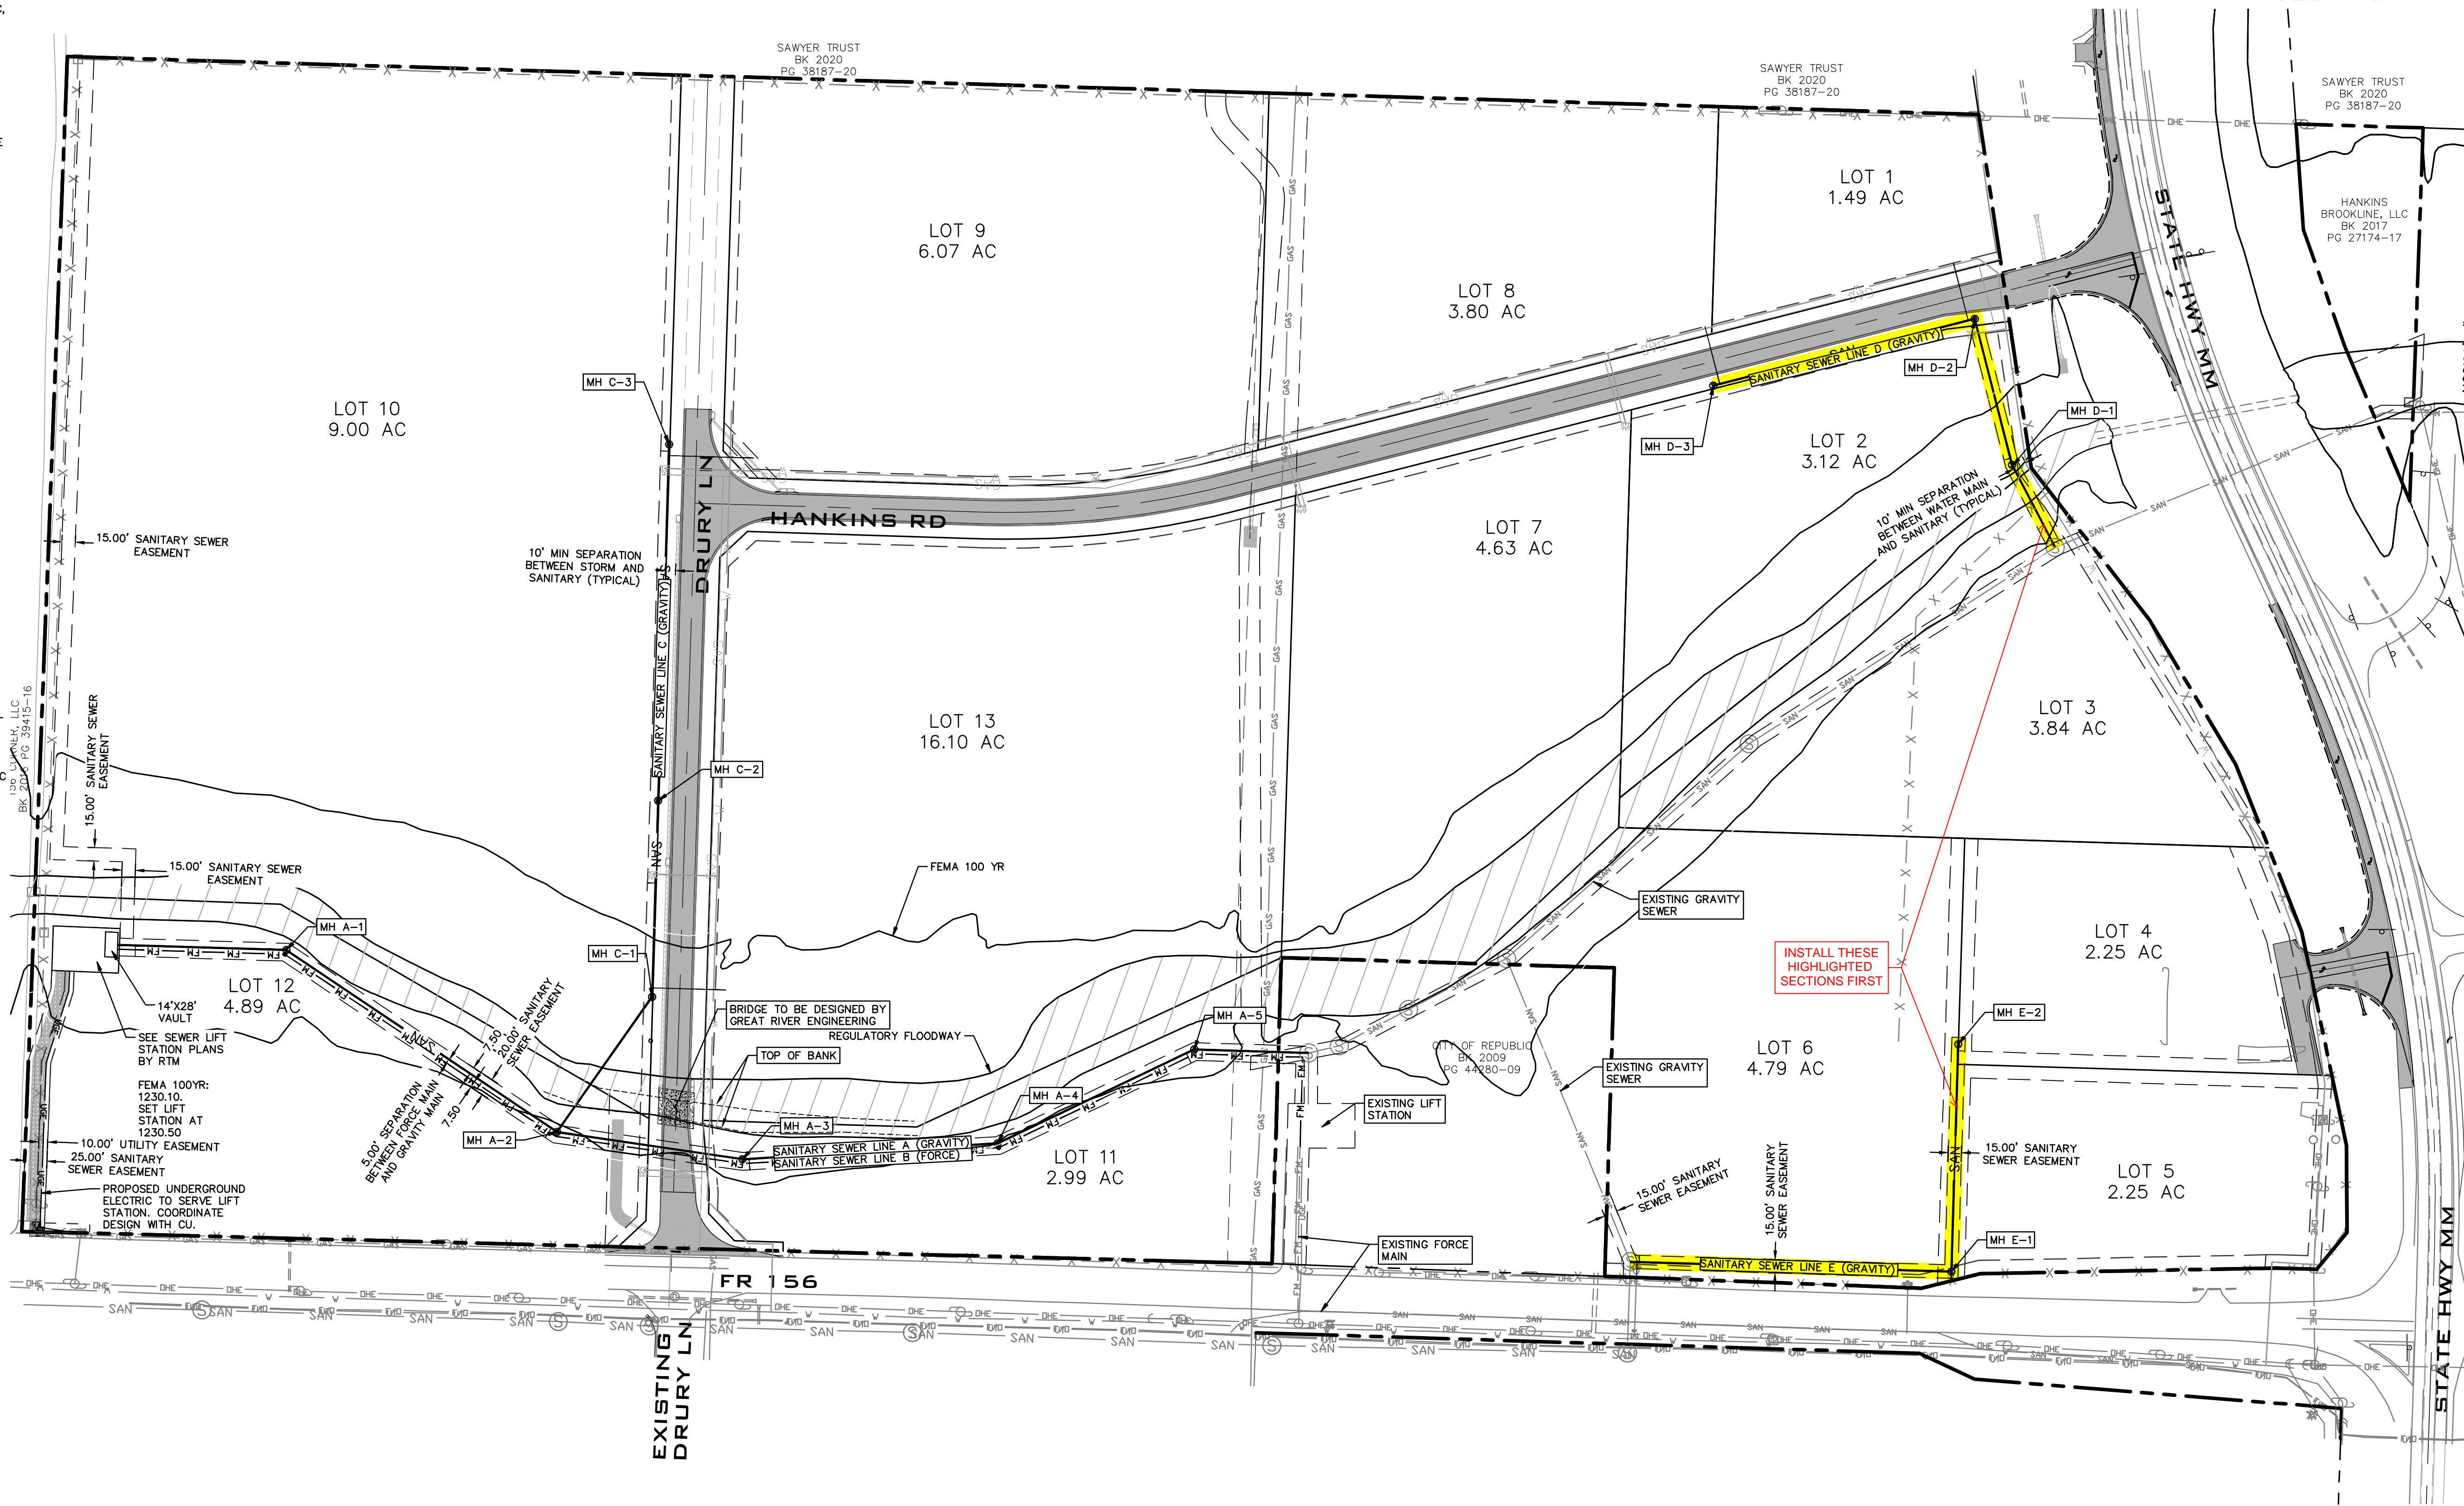 SAWYER TRUST
BK 2020
PG 38187-20
SAWYER TRUST
BK 2020
PG 38187-20
SAWYER TRUST
BK 2020
PG 38187-20
HANKINS
BROOKLINE, LLC
BK 2017
PG 27174-17
LOT 1
1.49 AC
LOT 9
6.07 AC
LOT 8
3.80 AC
LOT 10
9.00 AC
STATE HWY MM
SANITARY SEWER LINE D (GRAVITY)
MH C-3
MH D-2
MH D-1
MH D-3
LOT 2
3.12 AC
10' MIN SEPARATION
BETWEEN WATER MAIN
AND SANITARY (TYPICAL)
HANKINS RD
DRURY LN
15.00' SANITARY SEWER
EASEMENT
10' MIN SEPARATION
BETWEEN STORM AND
SANITARY (TYPICAL)
LOT 7
4.63 AC
SANITARY SEWER LINE C (GRAVITY)
LOT 13
16.10 AC
LOT 3
3.84 AC
BK 2016 PG 39415-16
15.00' SANITARY SEWER
EASEMENT
MH C-2
15.00' SANITARY SEWER
EASEMENT
FEMA 100 YR
EXISTING GRAVITY
SEWER
MH A-1
LOT 4
2.25 AC
MH C-1
INSTALL THESE
HIGHLIGHTED
SECTIONS FIRST
LOT 12
4.89 AC
14'X28'
VAULT
SEE SEWER LIFT
STATION PLANS
BY RTM
FEMA 100YR:
1230.10.
SET LIFT
STATION AT
1230.50
7.50'
20.00' SANITARY
SEWER EASEMENT
5.00' SEPARATION
BETWEEN FORCE MAIN
AND GRAVITY MAIN
7.50'
BRIDGE TO BE DESIGNED BY
GREAT RIVER ENGINEERING
REGULATORY FLOODWAY
TOP OF BANK
MH A-5
MH E-2
CITY OF REPUBLIC
BK 2009
PG 44280-09
LOT 6
4.79 AC
EXISTING GRAVITY
SEWER
MH A-4
EXISTING LIFT
STATION
MH A-2
MH A-3
SANITARY SEWER LINE A (GRAVITY)
SANITARY SEWER LINE B (FORCE)
LOT 11
2.99 AC
10.00' UTILITY EASEMENT
25.00' SANITARY
SEWER EASEMENT
PROPOSED UNDERGROUND
ELECTRIC TO SERVE LIFT
STATION. COORDINATE
DESIGN WITH CU.
15.00' SANITARY
SEWER EASEMENT
15.00' SANITARY
SEWER EASEMENT
15.00' SANITARY
SEWER EASEMENT
LOT 5
2.25 AC
MH E-1
SANITARY SEWER LINE E (GRAVITY)
EXISTING FORCE
MAIN
FR 156
EXISTING
DRURY LN
STATE HWY MM